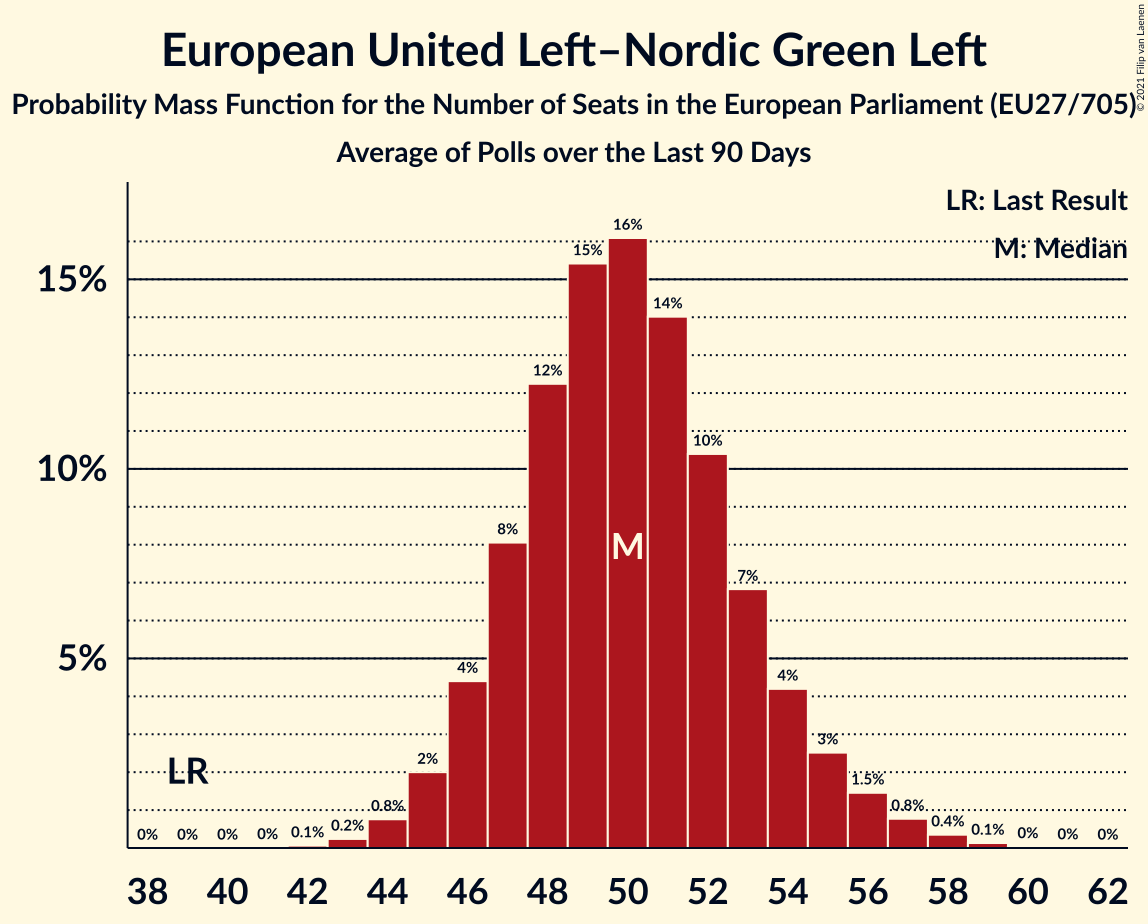 European United Left–Nordic Green Left
Probability Mass Function for the Number of Seats in the European Parliament (EU27/705)
Average of Polls over the Last 90 Days
© 2021 Filip van Laenen
LR: Last Result
M: Median
16%
15%
14%
15%
12%
10%
10%
8%
M
7%
5%
4%
4%
3%
2%
LR
1.5%
0.8%
0.8%
0.4%
0.2%
0.1%
0.1%
0% 0% 0% 0% 0% 0% 0%
38 40 42 44 46 48 50 52 54 56 58 60 62